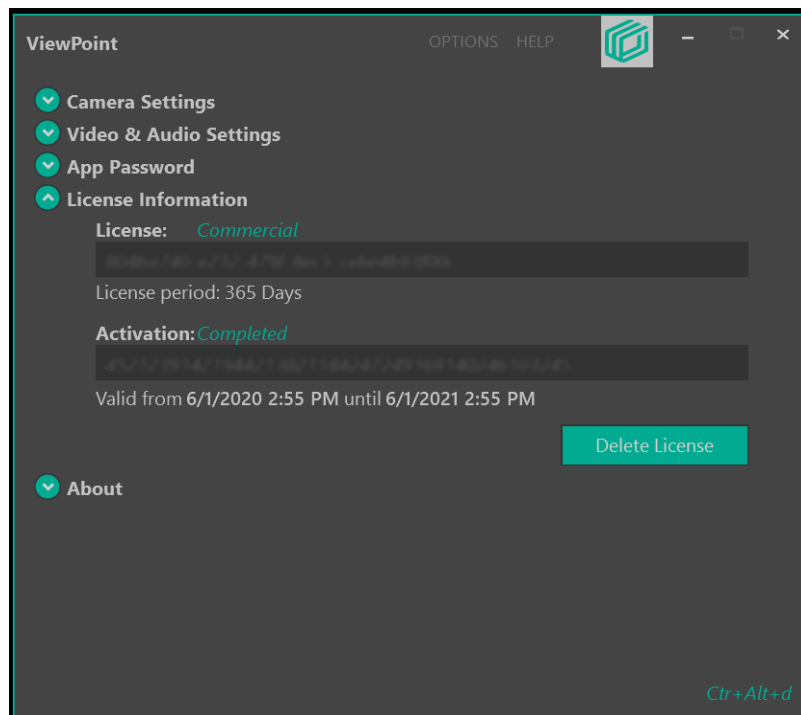 ViewPoint
OPTIONS HELP
Camera Settings
Video & Audio Settings
App Password
License Information
License: Commercial
License period: 365 Days
Activation: Completed
Valid from 6/1/2020 2:55 PM until 6/1/2021 2:55 PM
Delete License
About
Ctr+Alt+d